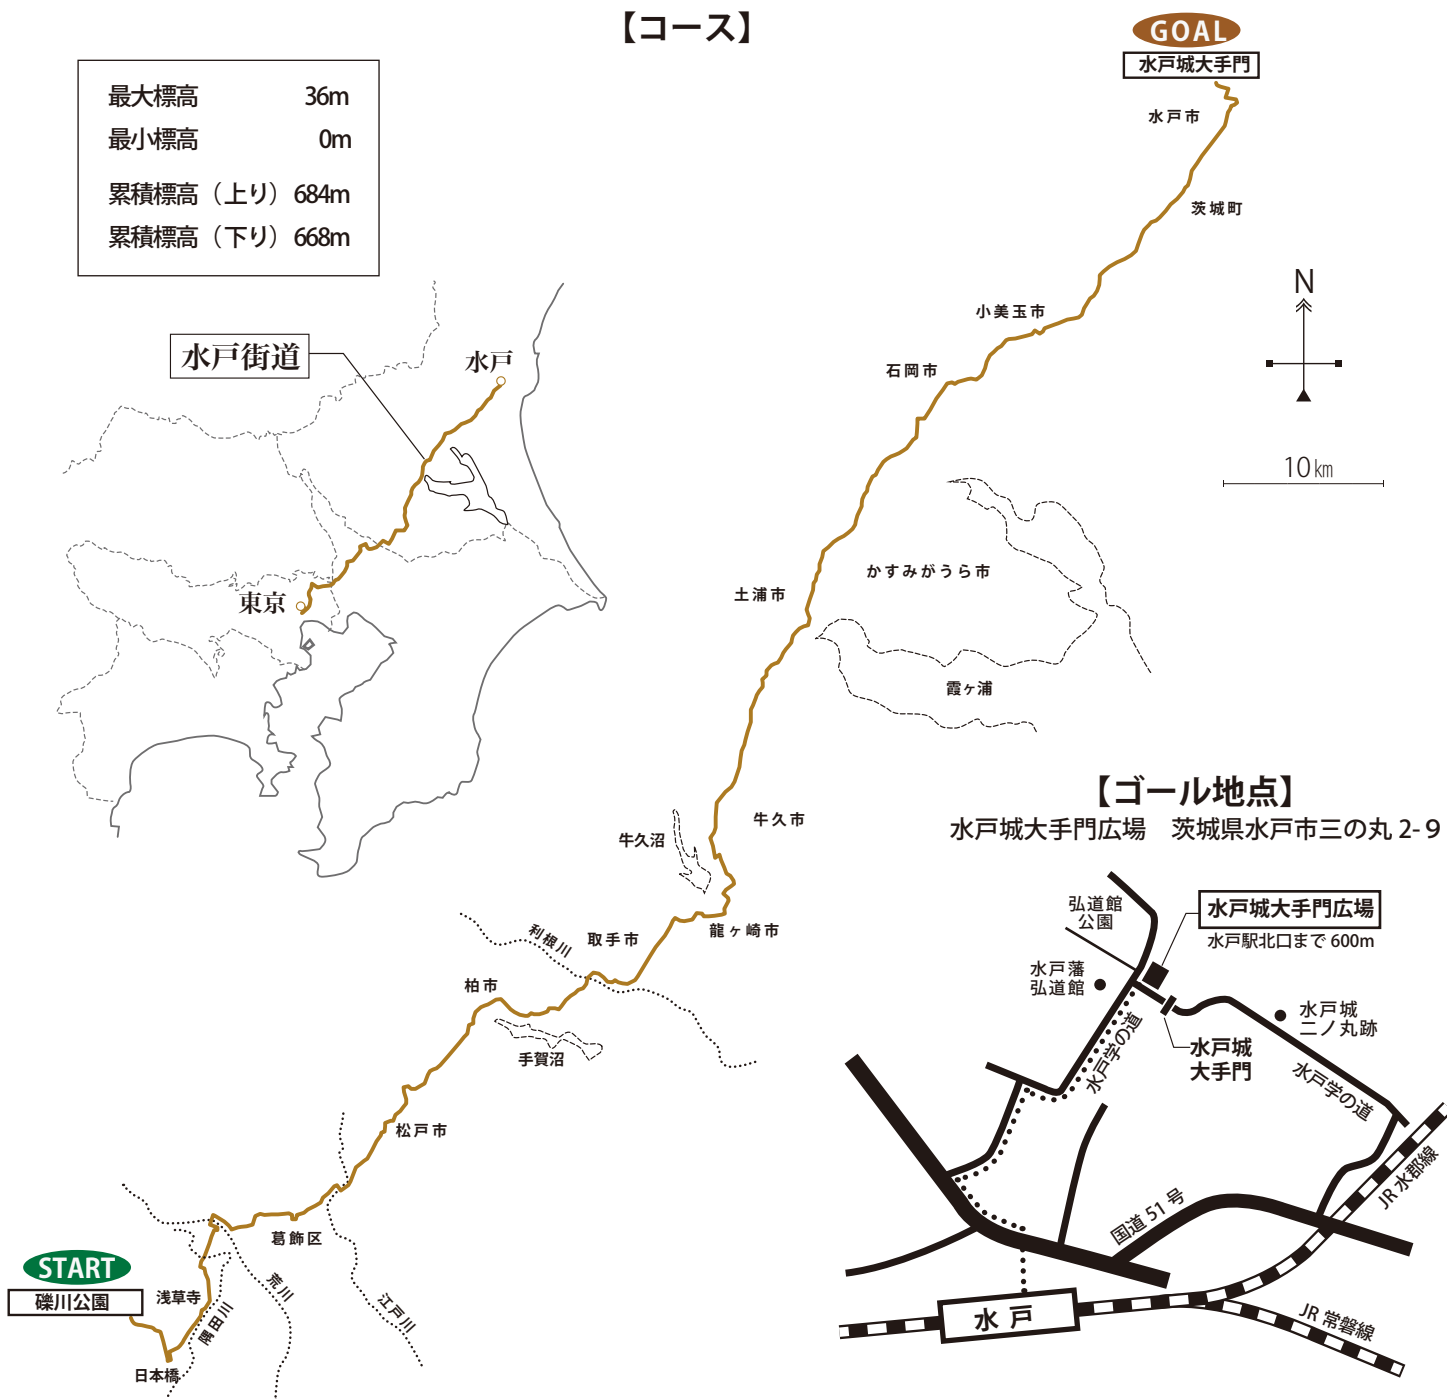 【コース】
GOAL
水戸城大手門
最大標高 36m
最小標高 0m
累積標高（上り）684m
累積標高（下り）668m
水戸市
茨城町
小美玉市
石岡市
N
10㎞
水戸街道
水戸
東京
かすみがうら市
土浦市
霞ヶ浦
牛久市
牛久沼
龍ヶ崎市
取手市
利根川
柏市
手賀沼
松戸市
葛飾区
START
礫川公園
浅草寺
隅田川
荒川
江戸川
日本橋
【ゴール地点】
水戸城大手門広場　茨城県水戸市三の丸 2-9
弘道館
公園
水戸城大手門広場
水戸駅北口まで 600m
水戸藩
弘道館
水戸城
二ノ丸跡
水戸学の道
水戸城
大手門
水戸学の道
JR 水郡線
国道 51 号
水戸
JR 常磐線